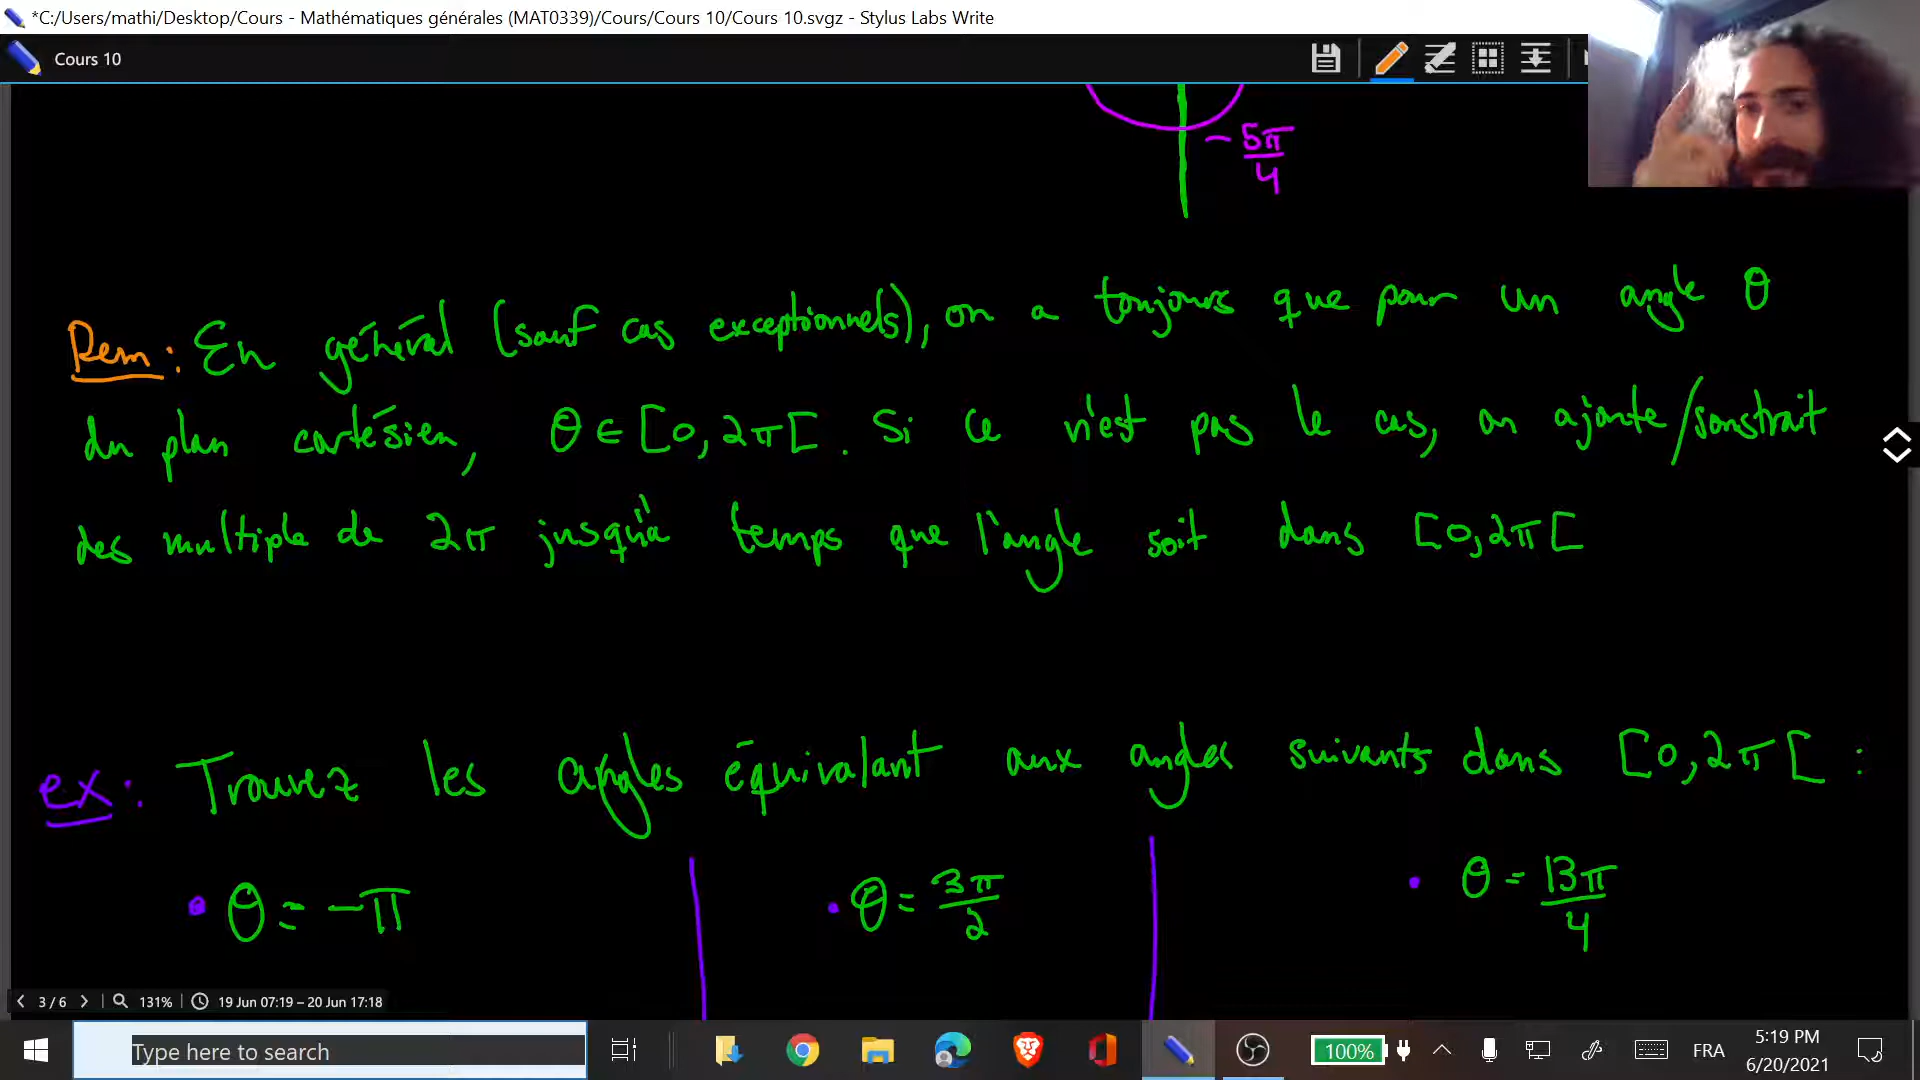 *C:/Users/mathi/Desktop/Cours - Mathématiques générales (MAT0339)/Cours/Cours 10/Cours 10.svgz - Stylus Labs Write
Cours 10
- 5π/4
Rem: En général (sauf cas exceptionnels), on a toujours que pour un angle θ
du plan cartésien, θ ∈ [0, 2π[. Si ce n'est pas le cas, on ajoute/soustrait
des multiple de 2π jusqu'à temps que l'angle soit dans [0, 2π[
ex: Trouvez les angles équivalant aux angles suivants dans [0, 2π[ :
• θ = -π • θ = 3π/2 • θ = 13π/4
3 / 6 131% 19 Jun 07:19 – 20 Jun 17:18
Type here to search 100% FRA 5:19 PM
6/20/2021